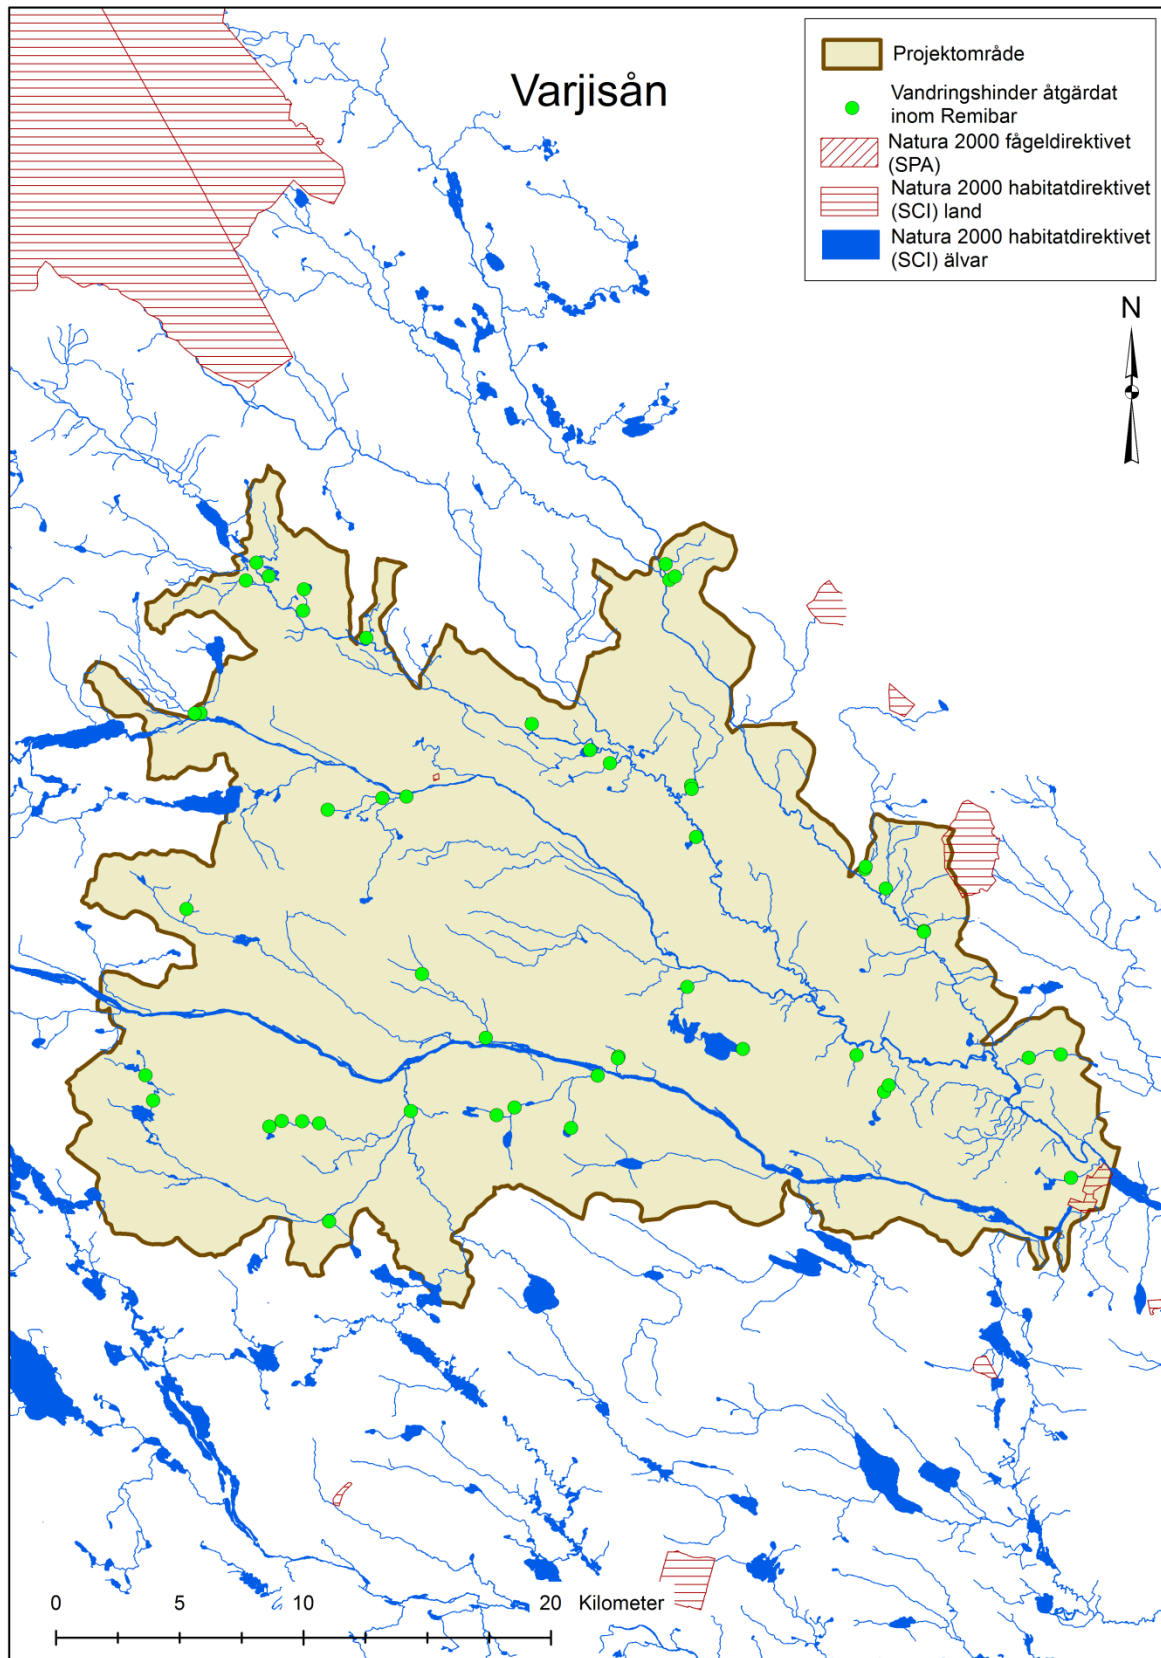 Varjisån
Projektområde
Vandringshinder åtgärdat
inom Remibar
Natura 2000 fågeldirektivet
(SPA)
Natura 2000 habitatdirektivet
(SCI) land
Natura 2000 habitatdirektivet
(SCI) älvar
N
0 5 10 20 Kilometer